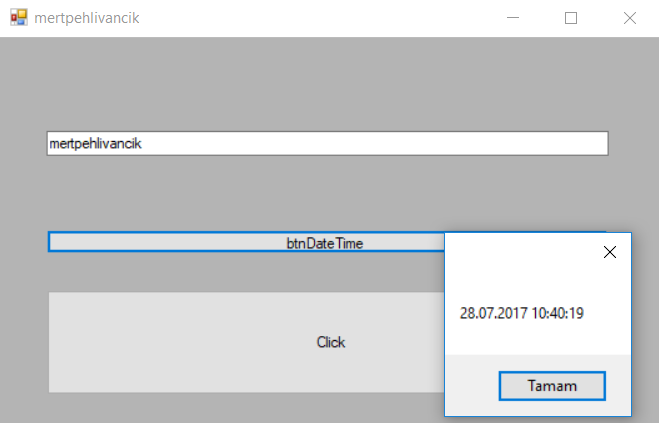 mertpehlivancik
mertpehlivancik
btnDateTime
28.07.2017 10:40:19
Click
Tamam